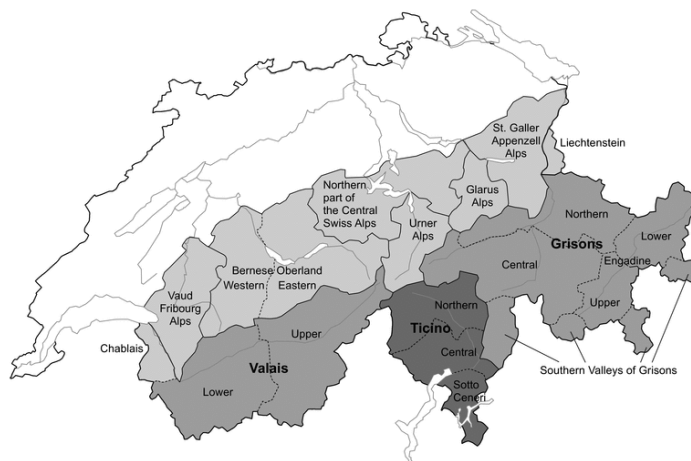 St. Galler
Appenzell
Alps
Liechtenstein
Northern
part of
the Central
Swiss Alps
Glarus
Alps
Urner
Alps
Northern
Grisons
Lower
Engadine
Central
Upper
Bernese Oberland
Western
Eastern
Vaud
Fribourg
Alps
Chablais
Upper
Valais
Lower
Northern
Ticino
Central
Sotto
Ceneri
Southern Valleys of Grisons